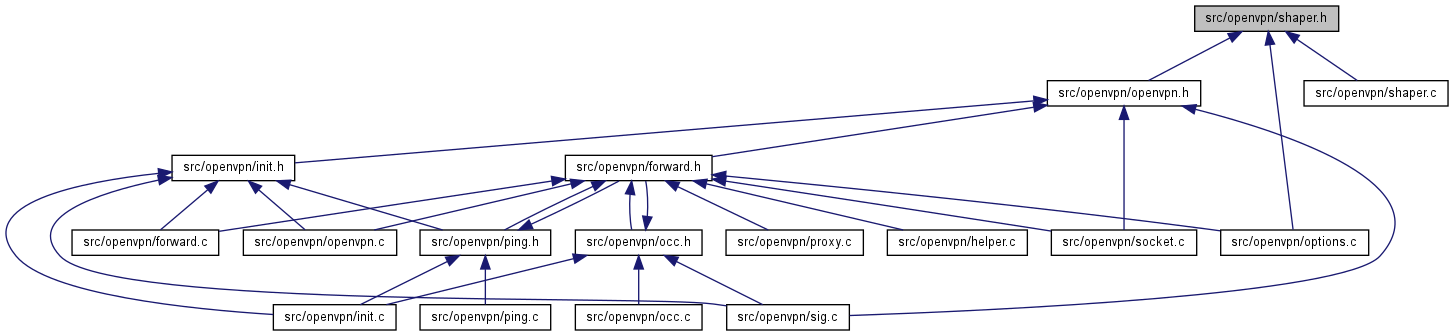 src/openvpn/shaper.h
src/openvpn/openvpn.h
src/openvpn/shaper.c
src/openvpn/init.h
src/openvpn/forward.h
src/openvpn/forward.c
src/openvpn/openvpn.c
src/openvpn/ping.h
src/openvpn/occ.h
src/openvpn/proxy.c
src/openvpn/helper.c
src/openvpn/socket.c
src/openvpn/options.c
src/openvpn/init.c
src/openvpn/ping.c
src/openvpn/occ.c
src/openvpn/sig.c